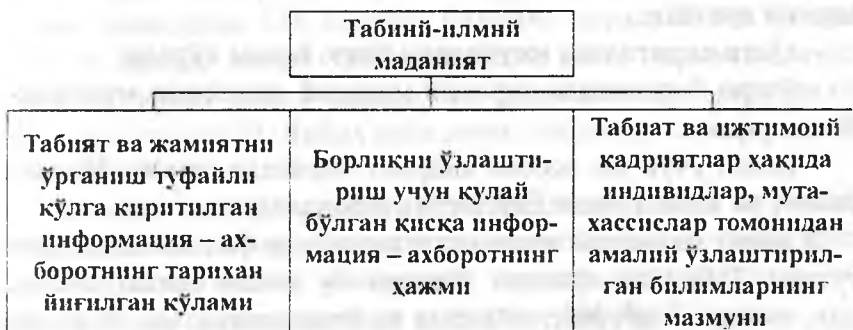 Табиий-илмий
маданият
Табият ва жамиятни
ўрганиш туфайли
қўлга киритилган
информация – ах-
боротнинг тарихан
йиғилган кўлами
Борлиқни ўзлашти-
риш учун қулай
бўлган қисқа инфор-
мация – ахборотнинг
ҳажми
Табиат ва ижтимоий
қадриятлар ҳақида
индивидлар, мута-
хассислар томонидан
амалий ўзлаштирил-
ган билимларнинг
мазмуни